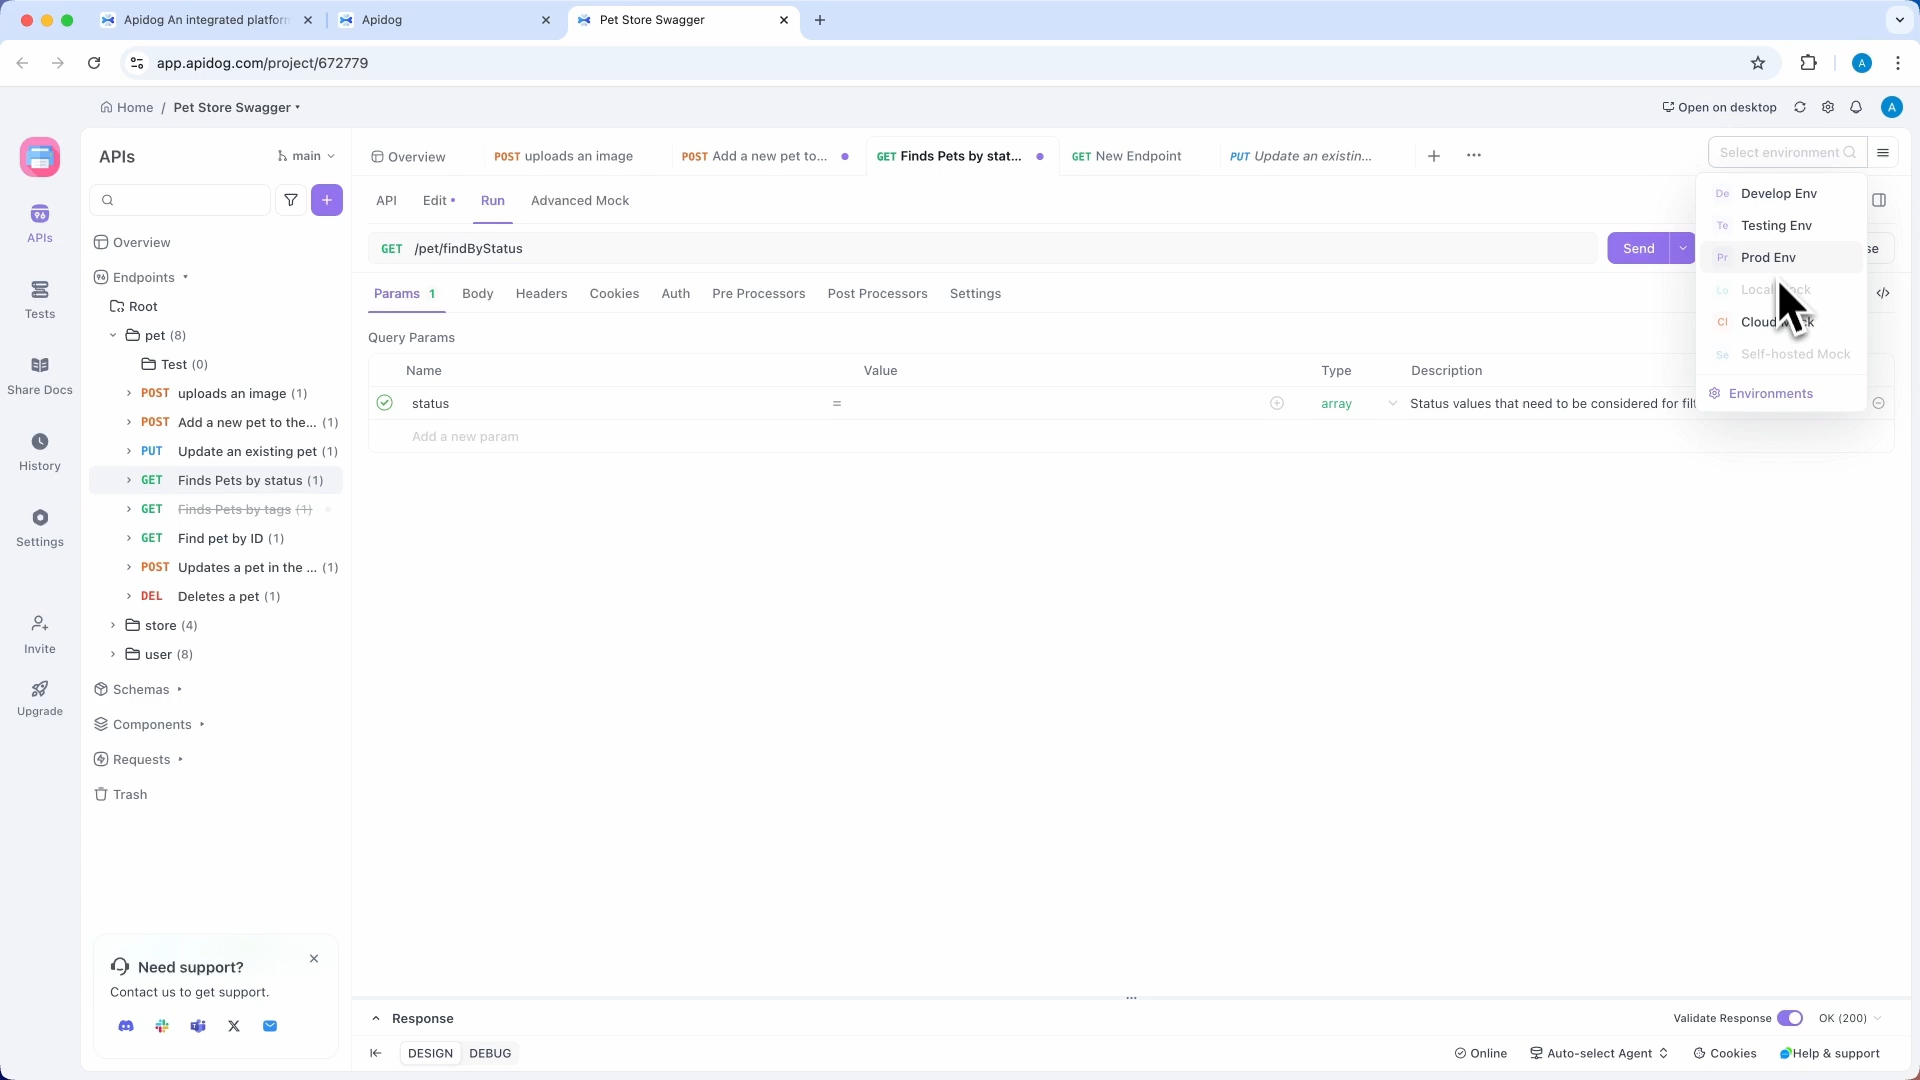 Apidog An integrated platform
Apidog
Pet Store Swagger
app.apidog.com/project/672779
A
Home / Pet Store Swagger
Open on desktop
A
APIs
main
Overview
POST uploads an image
POST Add a new pet to...
GET Finds Pets by stat...
GET New Endpoint
PUT Update an existin...
Select environment
API
Edit
Run
Advanced Mock
GET /pet/findByStatus
Send
se
De Develop Env
Te Testing Env
Pr Prod Env
Lo Local
Cl Cloud
Se Self-hosted Mock
Environments
Params 1
Body
Headers
Cookies
Auth
Pre Processors
Post Processors
Settings
Query Params
Name
Value
Type
Description
status
=
array
Status values that need to be considered for filt
Add a new param
APIs
Tests
Share Docs
History
Settings
Invite
Upgrade
Overview
Endpoints
Root
pet (8)
Test (0)
POST uploads an image (1)
POST Add a new pet to the... (1)
PUT Update an existing pet (1)
GET Finds Pets by status (1)
GET Finds Pets by tags (1)
GET Find pet by ID (1)
POST Updates a pet in the ... (1)
DEL Deletes a pet (1)
store (4)
user (8)
Schemas
Components
Requests
Trash
Need support?
Contact us to get support.
Response
Validate Response
OK (200)
DESIGN
DEBUG
Online
Auto-select Agent
Cookies
Help & support